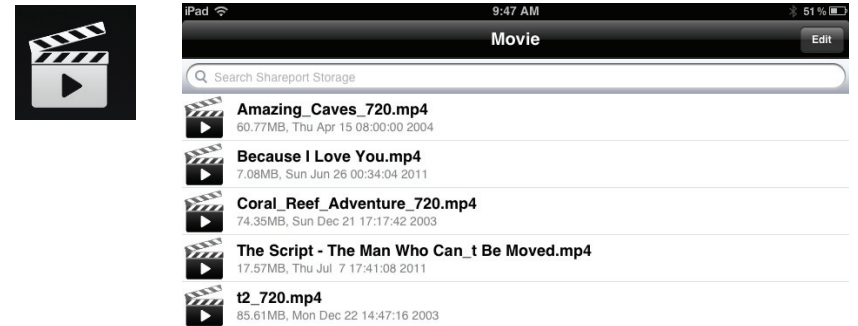 iPad 9:47 AM 51%
Movie Edit
Search Shareport Storage
Amazing_Caves_720.mp4
60.77MB, Thu Apr 15 08:00:00 2004
Because I Love You.mp4
7.08MB, Sun Jun 26 00:34:04 2011
Coral_Reef_Adventure_720.mp4
74.35MB, Sun Dec 21 17:17:42 2003
The Script - The Man Who Can_t Be Moved.mp4
17.57MB, Thu Jul  7 17:41:08 2011
t2_720.mp4
85.61MB, Mon Dec 22 14:47:16 2003